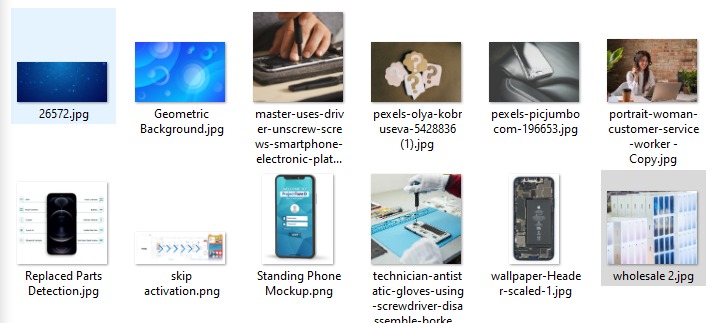 26572.jpg
Geometric
Background.jpg
master-uses-driv
er-unscrew-scre
ws-smartphone-
electronic-plat...
pexels-olya-kobr
useva-5428836
(1).jpg
pexels-picjumbo
com-196653.jpg
portrait-woman-
customer-service
-worker -
Copy.jpg
Replaced Parts
Detection.jpg
skip
activation.png
Standing Phone
Mockup.png
technician-antist
atic-gloves-using
-screwdriver-disa
ssemble-broke...
wallpaper-Heade
r-scaled-1.jpg
wholesale 2.jpg